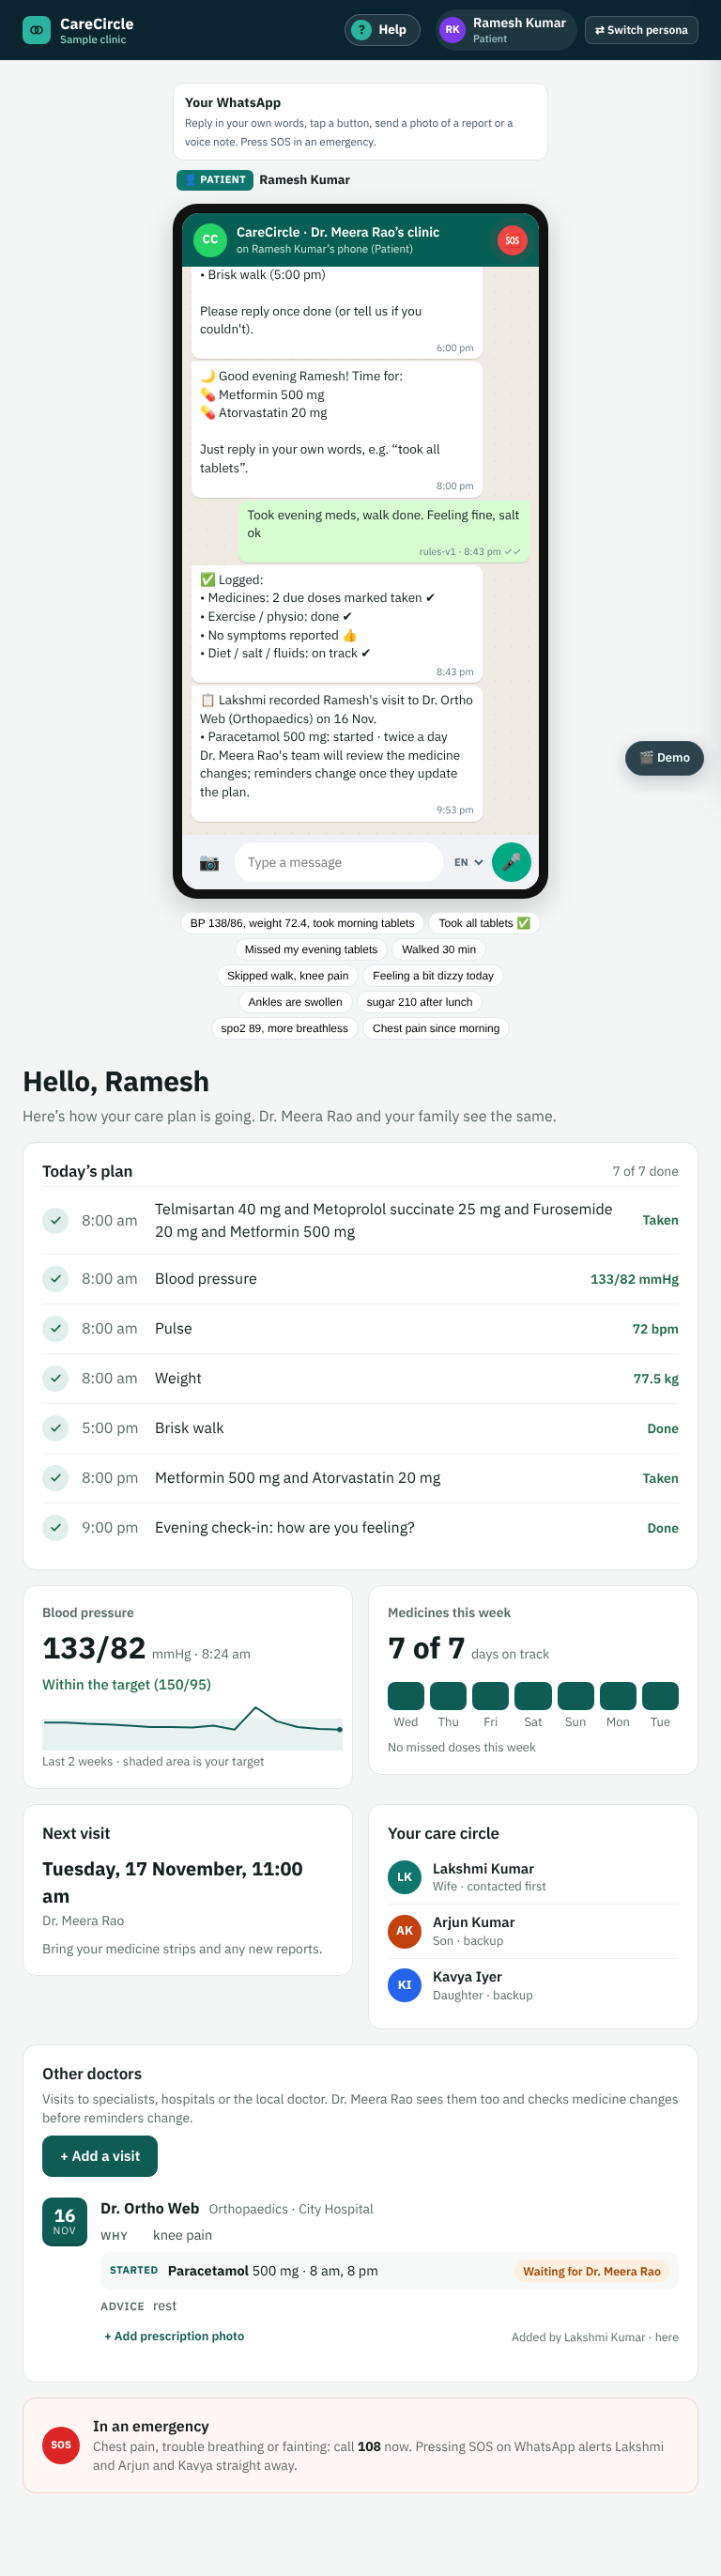 CareCircle
Sample clinic
? Help
RK
Ramesh Kumar
Patient
⇄ Switch persona
Your WhatsApp
Reply in your own words, tap a button, send a photo of a report or a
voice note. Press SOS in an emergency.
👤 PATIENT Ramesh Kumar
CC
CareCircle · Dr. Meera Rao’s clinic
on Ramesh Kumar’s phone (Patient)
SOS
• Brisk walk (5:00 pm)
Please reply once done (or tell us if you
couldn't).
6:00 pm
🌙 Good evening Ramesh! Time for:
💊 Metformin 500 mg
💊 Atorvastatin 20 mg
Just reply in your own words, e.g. “took all
tablets”.
8:00 pm
Took evening meds, walk done. Feeling fine, salt
ok
rules-v1 · 8:43 pm ✓✓
✅ Logged:
• Medicines: 2 due doses marked taken ✔
• Exercise / physio: done ✔
• No symptoms reported 👍
• Diet / salt / fluids: on track ✔
8:43 pm
📋 Lakshmi recorded Ramesh's visit to Dr. Ortho
Web (Orthopaedics) on 16 Nov.
• Paracetamol 500 mg: started · twice a day
Dr. Meera Rao's team will review the medicine
changes; reminders change once they update
the plan.
9:53 pm
🎬 Demo
Type a message
EN
BP 138/86, weight 72.4, took morning tablets
Took all tablets ✅
Missed my evening tablets
Walked 30 min
Skipped walk, knee pain
Feeling a bit dizzy today
Ankles are swollen
sugar 210 after lunch
spo2 89, more breathless
Chest pain since morning
Hello, Ramesh
Here’s how your care plan is going. Dr. Meera Rao and your family see the same.
Today’s plan
7 of 7 done
8:00 am Telmisartan 40 mg and Metoprolol succinate 25 mg and Furosemide
20 mg and Metformin 500 mg
Taken
8:00 am Blood pressure 133/82 mmHg
8:00 am Pulse 72 bpm
8:00 am Weight 77.5 kg
5:00 pm Brisk walk Done
8:00 pm Metformin 500 mg and Atorvastatin 20 mg Taken
9:00 pm Evening check-in: how are you feeling? Done
Blood pressure
133/82 mmHg · 8:24 am
Within the target (150/95)
Last 2 weeks · shaded area is your target
Medicines this week
7 of 7 days on track
Wed Thu Fri Sat Sun Mon Tue
No missed doses this week
Next visit
Tuesday, 17 November, 11:00
am
Dr. Meera Rao
Bring your medicine strips and any new reports.
Your care circle
LK
Lakshmi Kumar
Wife · contacted first
AK
Arjun Kumar
Son · backup
KI
Kavya Iyer
Daughter · backup
Other doctors
Visits to specialists, hospitals or the local doctor. Dr. Meera Rao sees them too and checks medicine changes
before reminders change.
+ Add a visit
16
NOV
Dr. Ortho Web Orthopaedics · City Hospital
WHY knee pain
STARTED Paracetamol 500 mg · 8 am, 8 pm Waiting for Dr. Meera Rao
ADVICE rest
+ Add prescription photo
Added by Lakshmi Kumar · here
SOS
In an emergency
Chest pain, trouble breathing or fainting: call 108 now. Pressing SOS on WhatsApp alerts Lakshmi
and Arjun and Kavya straight away.